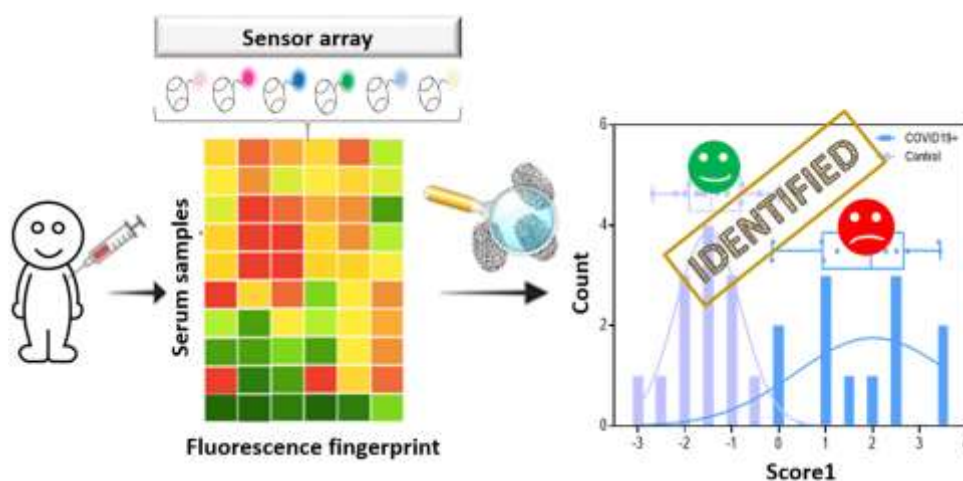 Sensor array
Serum samples
Fluorescence fingerprint
6
4
2
0
Count
COVID19+
Control
IDENTIFIED
-3 -2 -1 0 1 2 3
Score1